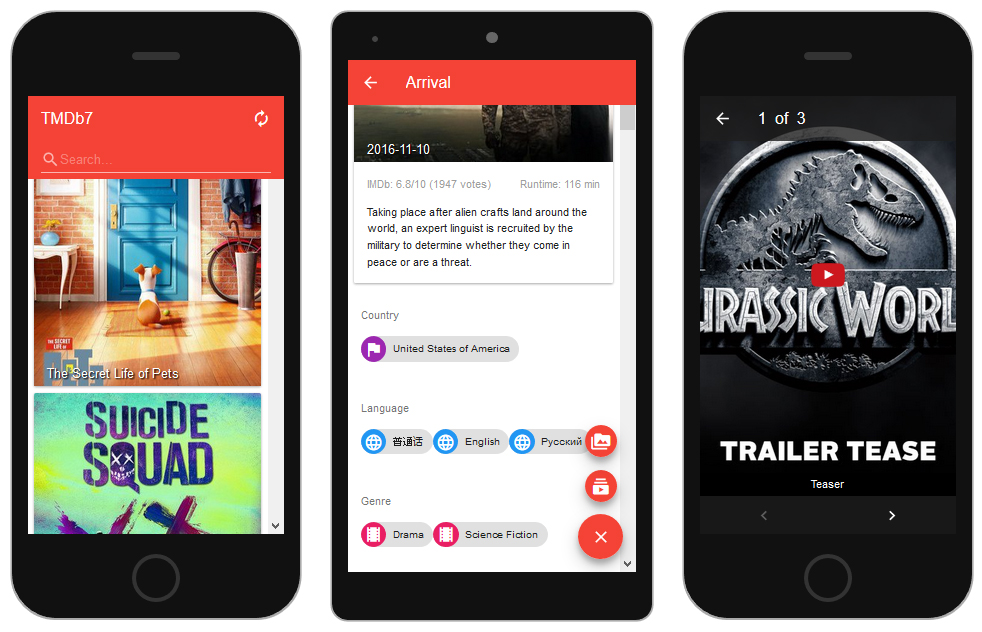 TMDb7
Search...
THE SECRET
LIFE OF
PETS
The Secret Life of Pets
SUICIDE
SQUAD
Arrival
2016-11-10
IMDb: 6.8/10 (1947 votes)
Runtime: 116 min
Taking place after alien crafts land around the
world, an expert linguist is recruited by the
military to determine whether they come in
peace or are a threat.
Country
United States of America
Language
普通话
English
Русский
Genre
Drama
Science Fiction
1 of 3
JURASSIC WORL
TRAILER TEASE
Teaser